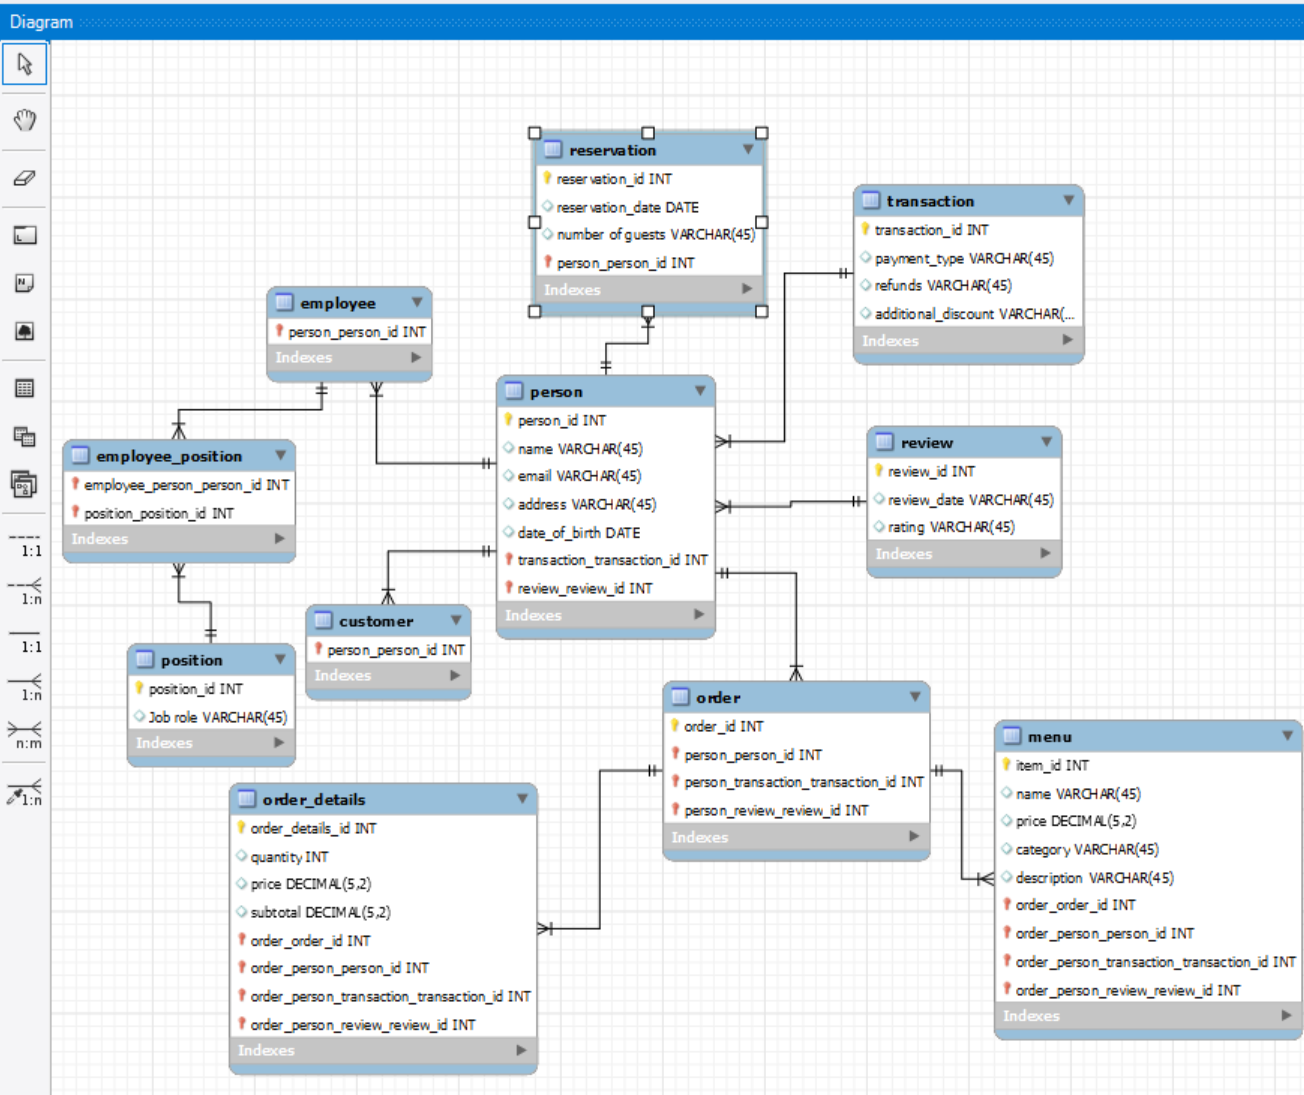 Diagram
reservation
reservation_id INT
reservation_date DATE
number of guests VARCHAR(45)
person_person_id INT
Indexes
transaction
transaction_id INT
payment_type VARCHAR(45)
refunds VARCHAR(45)
additional_discount VARCHAR(...
Indexes
employee
person_person_id INT
Indexes
person
person_id INT
name VARCHAR(45)
email VARCHAR(45)
address VARCHAR(45)
date_of_birth DATE
transaction_transaction_id INT
review_review_id INT
Indexes
review
review_id INT
review_date VARCHAR(45)
rating VARCHAR(45)
Indexes
employee_position
employee_person_person_id INT
position_position_id INT
Indexes
customer
person_person_id INT
Indexes
position
position_id INT
Job role VARCHAR(45)
Indexes
order
order_id INT
person_person_id INT
person_transaction_transaction_id INT
person_review_review_id INT
Indexes
menu
item_id INT
name VARCHAR(45)
price DECIMAL(5,2)
category VARCHAR(45)
description VARCHAR(45)
order_order_id INT
order_person_person_id INT
order_person_transaction_transaction_id INT
order_person_review_review_id INT
Indexes
order_details
order_details_id INT
quantity INT
price DECIMAL(5,2)
subtotal DECIMAL(5,2)
order_order_id INT
order_person_person_id INT
order_person_transaction_transaction_id INT
order_person_review_review_id INT
Indexes
1:1
1:n
1:1
1:n
n:m
1:n